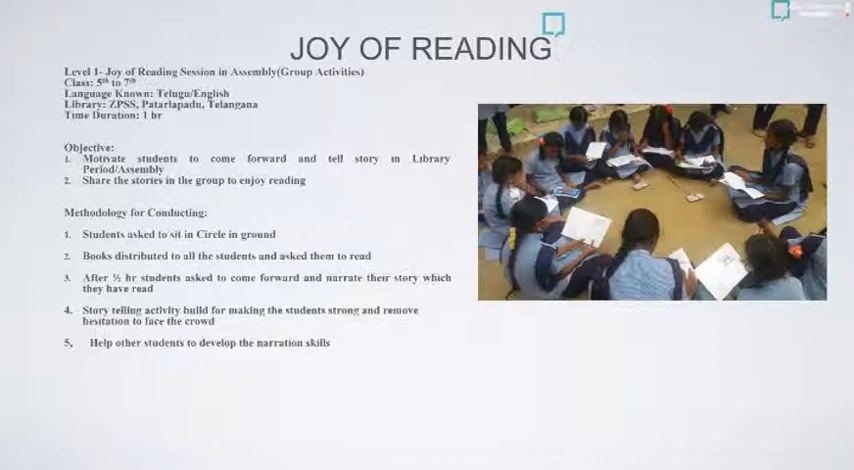 JOY OF READING
Level 1- Joy of Reading Session in Assembly(Group Activities)
Class: 5th to 7th
Language Known: Telugu/English
Library: ZPSS, Patarlapadu, Telangana
Time Duration: 1 hr
Objective:
1. Motivate students to come forward and tell story in Library
Period/Assembly
2. Share the stories in the group to enjoy reading
Methodology for Conducting:
1. Students asked to sit in Circle in ground
2. Books distributed to all the students and asked them to read
3. After ½ hr students asked to come forward and narrate their story which
they have read
4. Story telling activity build for making the students strong and remove
hesitation to face the crowd
5, Help other students to develop the narration skills